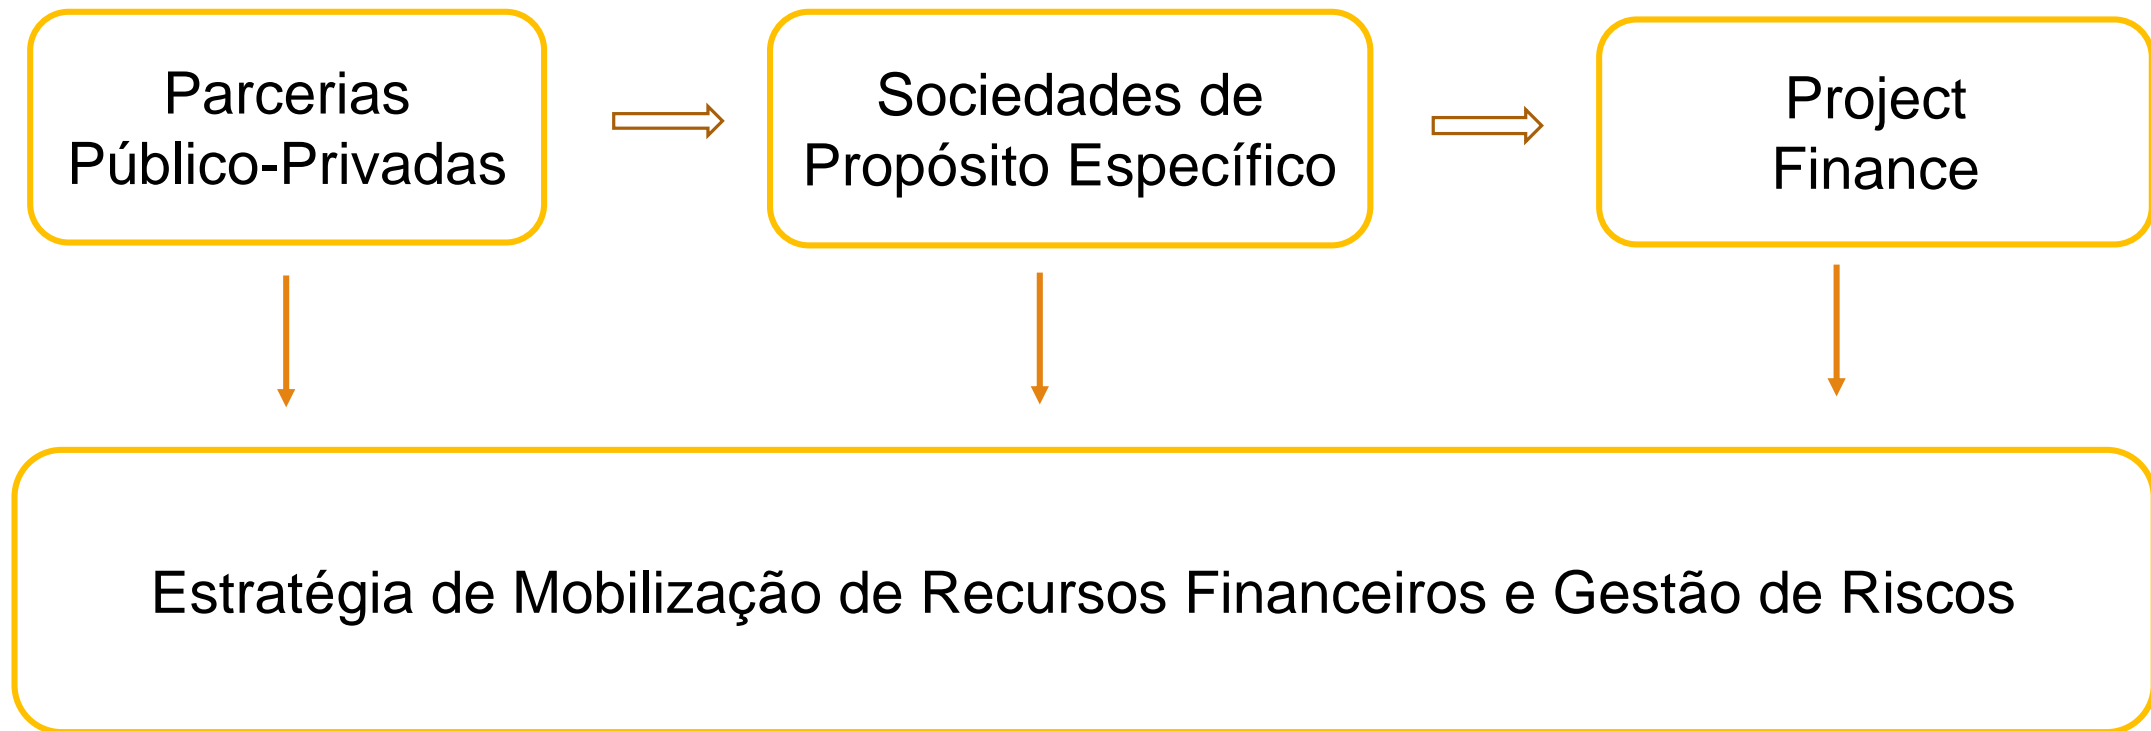 Parcerias
Público-Privadas
Sociedades de
Propósito Específico
Project
Finance
Estratégia de Mobilização de Recursos Financeiros e Gestão de Riscos